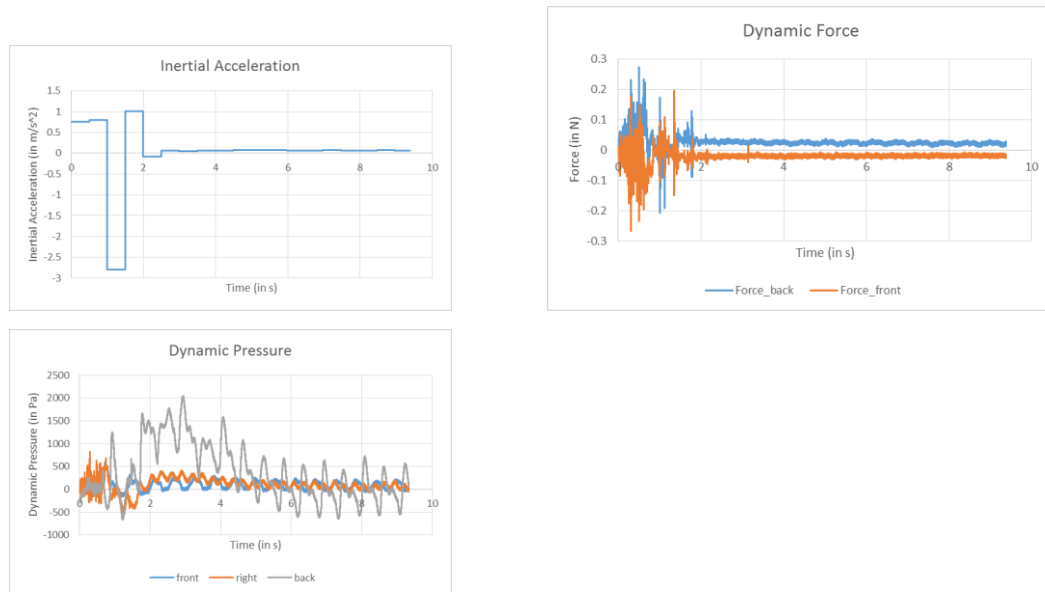 Inertial Acceleration
1.5
1
0.5
0
-0.5
-1
-1.5
-2
-2.5
-3
0 2 4 6 8 10
Inertial Acceleration (in m/s^2)
Time (in s)
Dynamic Force
0.3
0.2
0.1
0
-0.1
-0.2
-0.3
0 2 4 6 8 10
Force (in N)
Time (in s)
Force_back Force_front
Dynamic Pressure
2500
2000
1500
1000
500
0
-500
-1000
0 2 4 6 8 10
Dynamic Pressure (in Pa)
Time (in s)
front right back